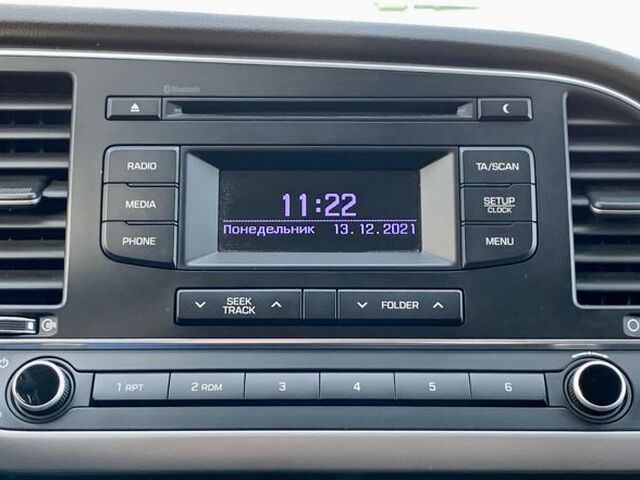 Bluetooth
RADIO
TA/SCAN
11:22
MEDIA
SETUP
CLOCK
Понедельник 13.12.2021
PHONE
MENU
SEEK
TRACK
FOLDER
1 RPT
2 RDM
3
4
5
6